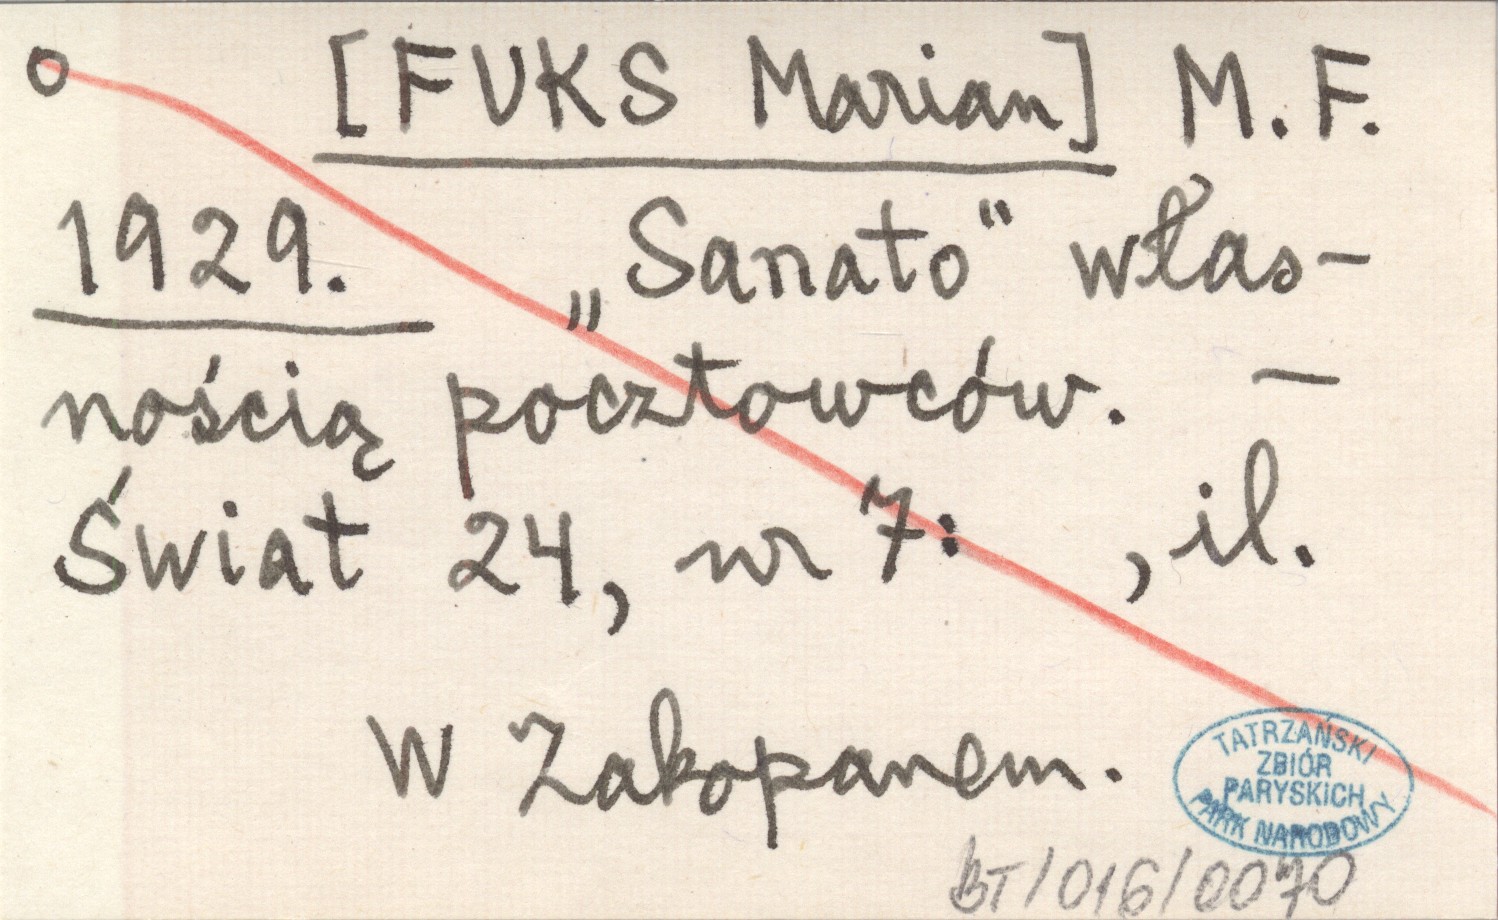 o [FUKS Marian] M. F.
1929. „Sanato" włas-
nością pocztowców. —
Świat 24, nr 7: , il.
W Zakopanem.
TATRZAŃSKI
ZBIÓR
PARYSKICH
PARK NARODOWY
BT/016/0070